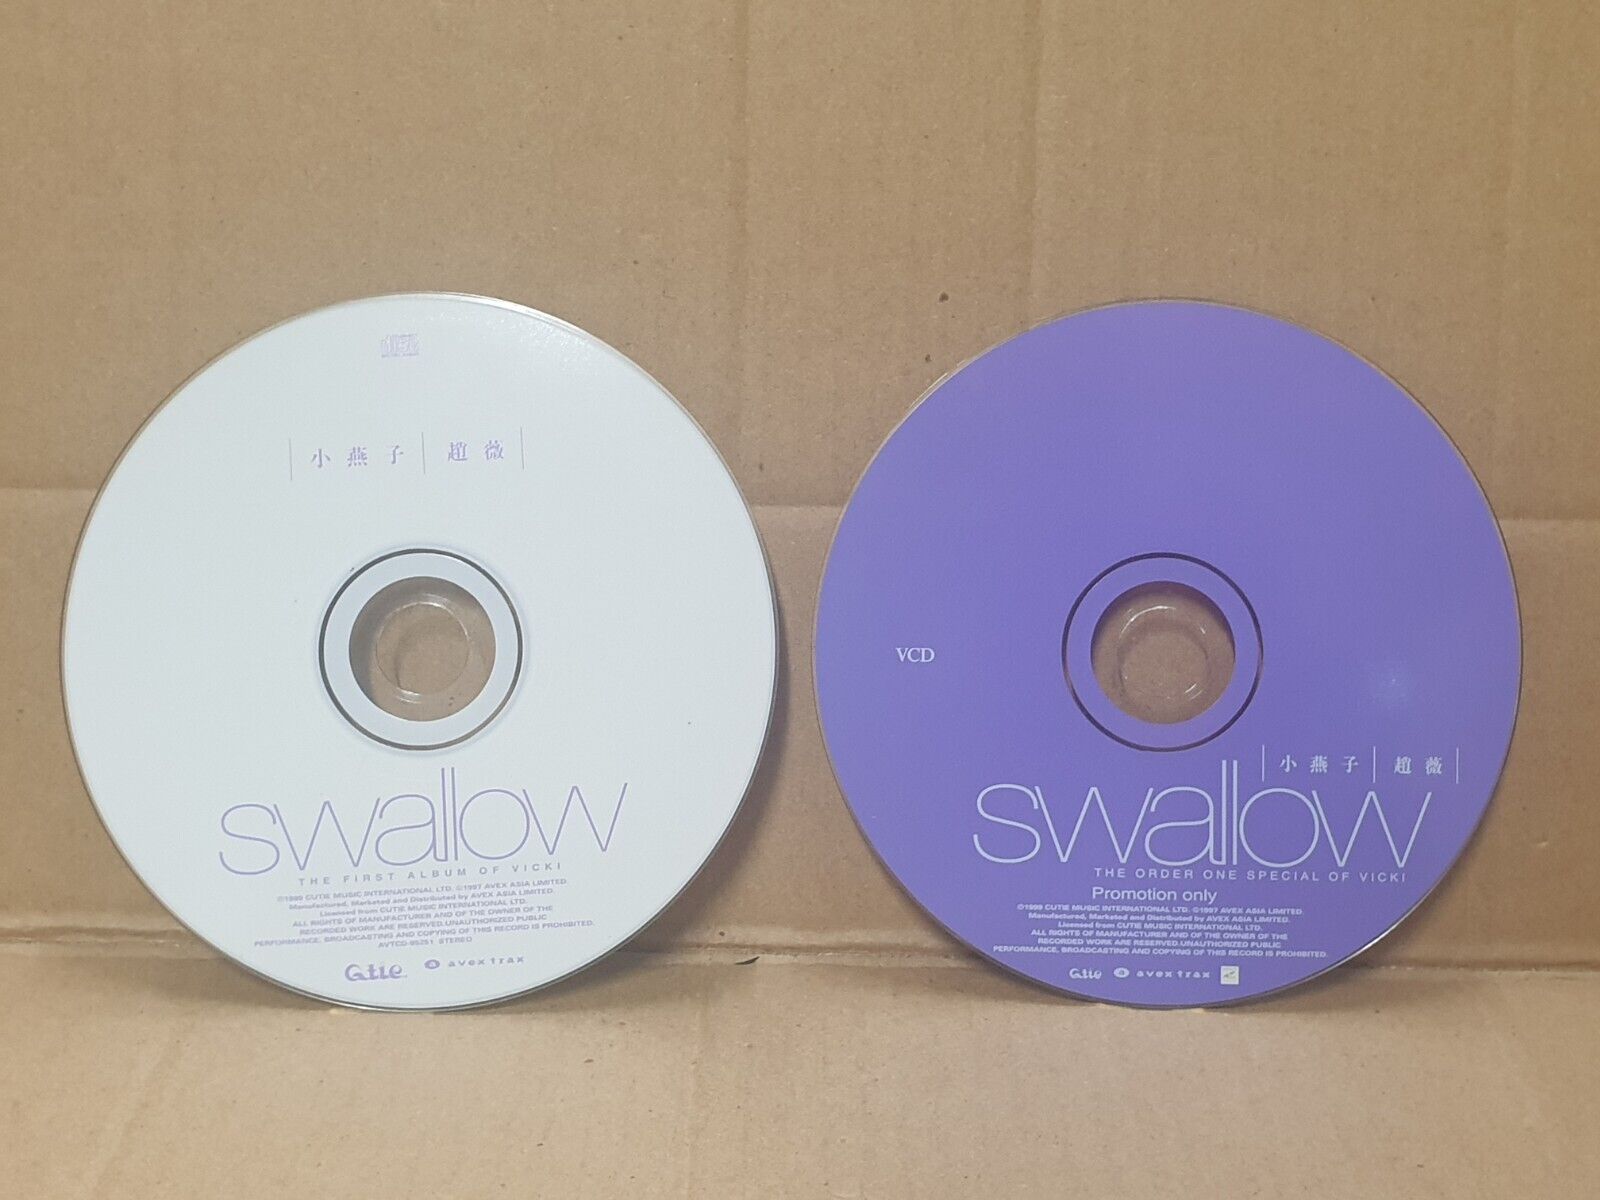 小燕子 趙薇
swallow
THE FIRST ALBUM OF VICKI
©1999 CUTIE MUSIC INTERNATIONAL LTD. ©1997 AVEX ASIA LIMITED.
Manufactured, Marketed and Distributed by AVEX ASIA LIMITED.
Licensed from CUTIE MUSIC INTERNATIONAL LTD.
ALL RIGHTS OF MANUFACTURER AND OF THE OWNER OF THE
RECORDED WORK ARE RESERVED.UNAUTHORIZED PUBLIC
PERFORMANCE, BROADCASTING AND COPYING OF THIS RECORD IS PROHIBITED.
AVTCD-95251 STEREO
avex trax
VCD
小燕子 趙薇
swallow
THE ORDER ONE SPECIAL OF VICKI
Promotion only
©1999 CUTIE MUSIC INTERNATIONAL LTD. ©1997 AVEX ASIA LIMITED.
Manufactured, Marketed and Distributed by AVEX ASIA LIMITED.
Licensed from CUTIE MUSIC INTERNATIONAL LTD.
ALL RIGHTS OF MANUFACTURER AND OF THE OWNER OF THE
RECORDED WORK ARE RESERVED.UNAUTHORIZED PUBLIC
PERFORMANCE, BROADCASTING AND COPYING OF THIS RECORD IS PROHIBITED.
avex trax